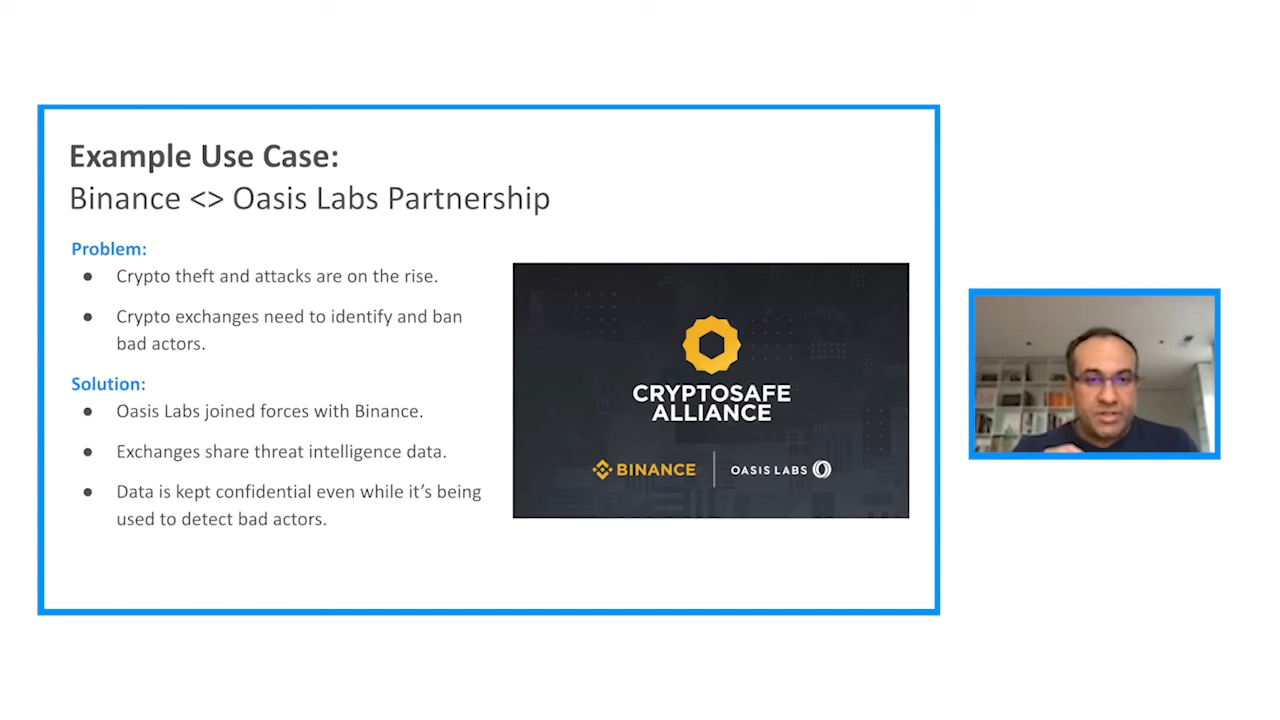 Example Use Case:
Binance <> Oasis Labs Partnership
Problem:
● Crypto theft and attacks are on the rise.
● Crypto exchanges need to identify and ban
bad actors.
Solution:
● Oasis Labs joined forces with Binance.
● Exchanges share threat intelligence data.
● Data is kept confidential even while it’s being
used to detect bad actors.
CRYPTOSAFE
ALLIANCE
BINANCE
OASIS LABS